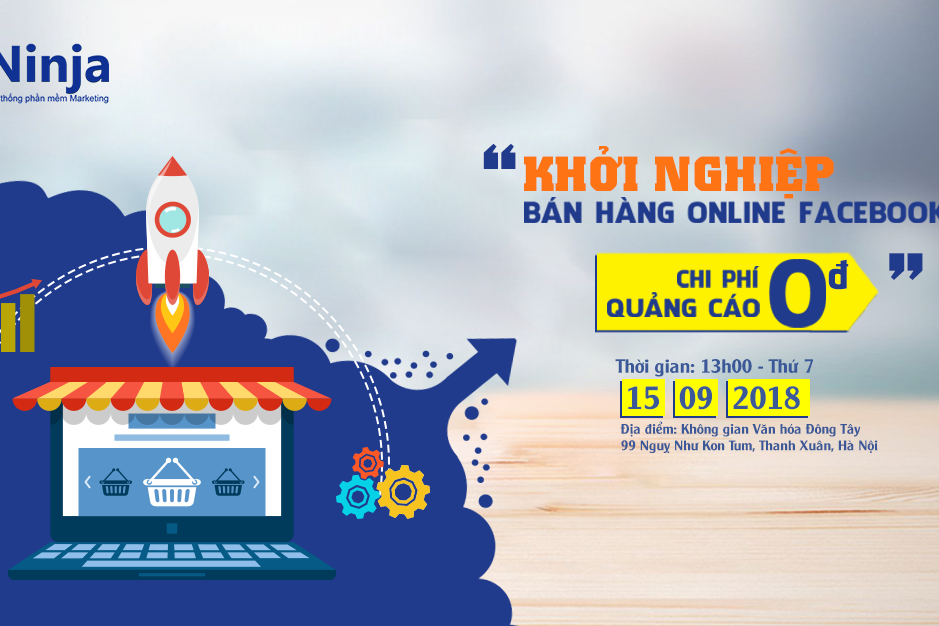 Ninja
thống phần mềm Marketing
“ KHỞI NGHIỆP
BÁN HÀNG ONLINE FACEBOOK
CHI PHÍ
QUẢNG CÁO 0đ ”
Thời gian: 13h00 - Thứ 7
15 09 2018
Địa điểm: Không gian Văn hóa Đông Tây
99 Nguỵ Như Kon Tum, Thanh Xuân, Hà Nội